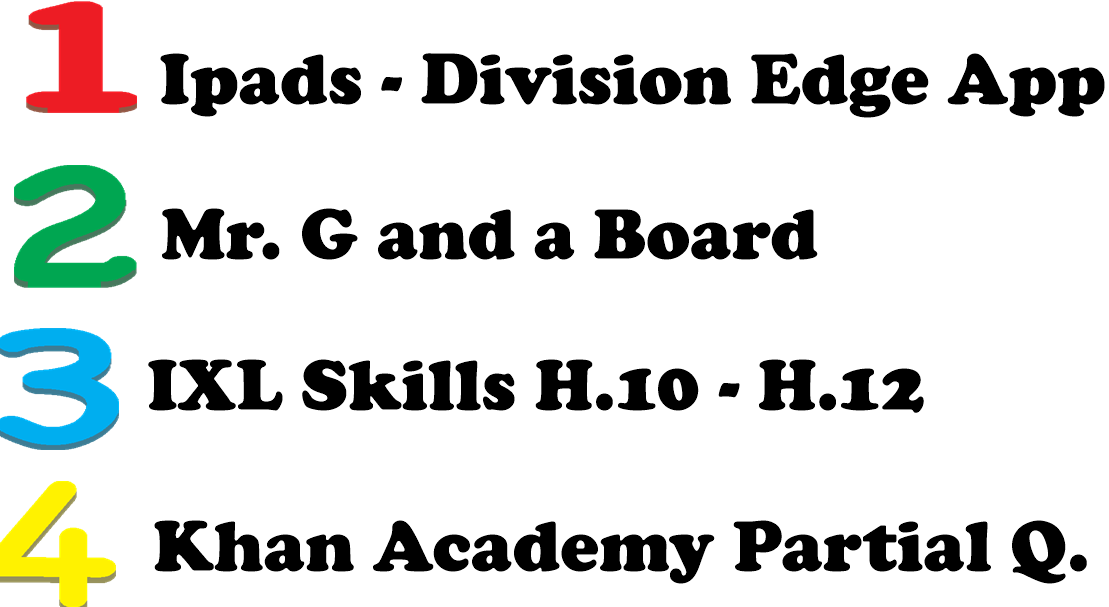 1 Ipads - Division Edge App
2 Mr. G and a Board
3 IXL Skills H.10 - H.12
4 Khan Academy Partial Q.